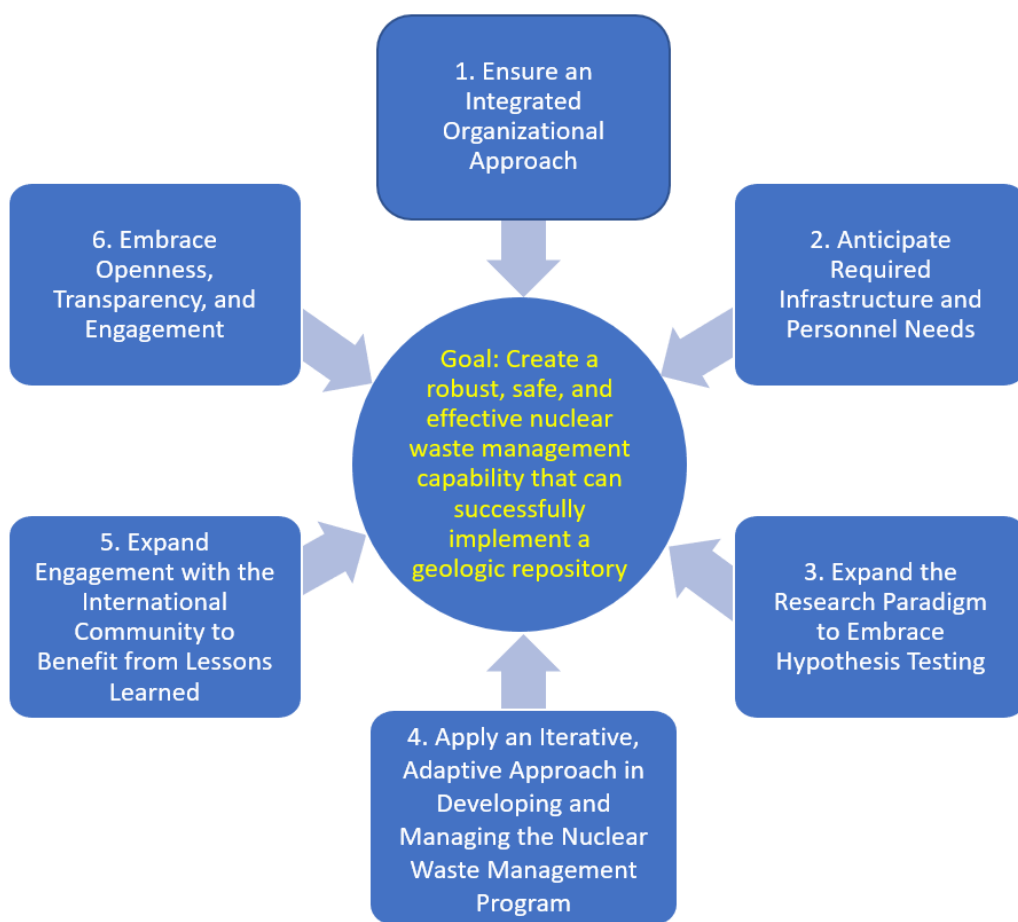 1. Ensure an
Integrated
Organizational
Approach
2. Anticipate
Required
Infrastructure and
Personnel Needs
3. Expand the
Research Paradigm
to Embrace
Hypothesis Testing
4. Apply an Iterative,
Adaptive Approach in
Developing and
Managing the Nuclear
Waste Management
Program
5. Expand
Engagement with the
International
Community to
Benefit from Lessons
Learned
6. Embrace
Openness,
Transparency, and
Engagement
Goal: Create a
robust, safe, and
effective nuclear
waste management
capability that can
successfully
implement a
geologic repository